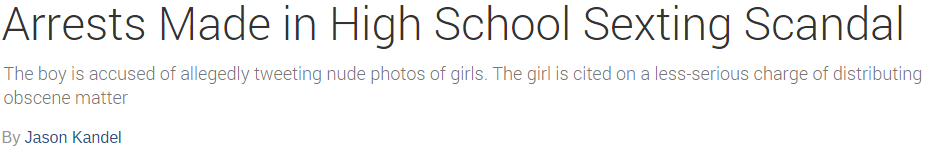 Arrests Made in High School Sexting Scandal
The boy is accused of allegedly tweeting nude photos of girls. The girl is cited on a less-serious charge of distributing
obscene matter
By Jason Kandel